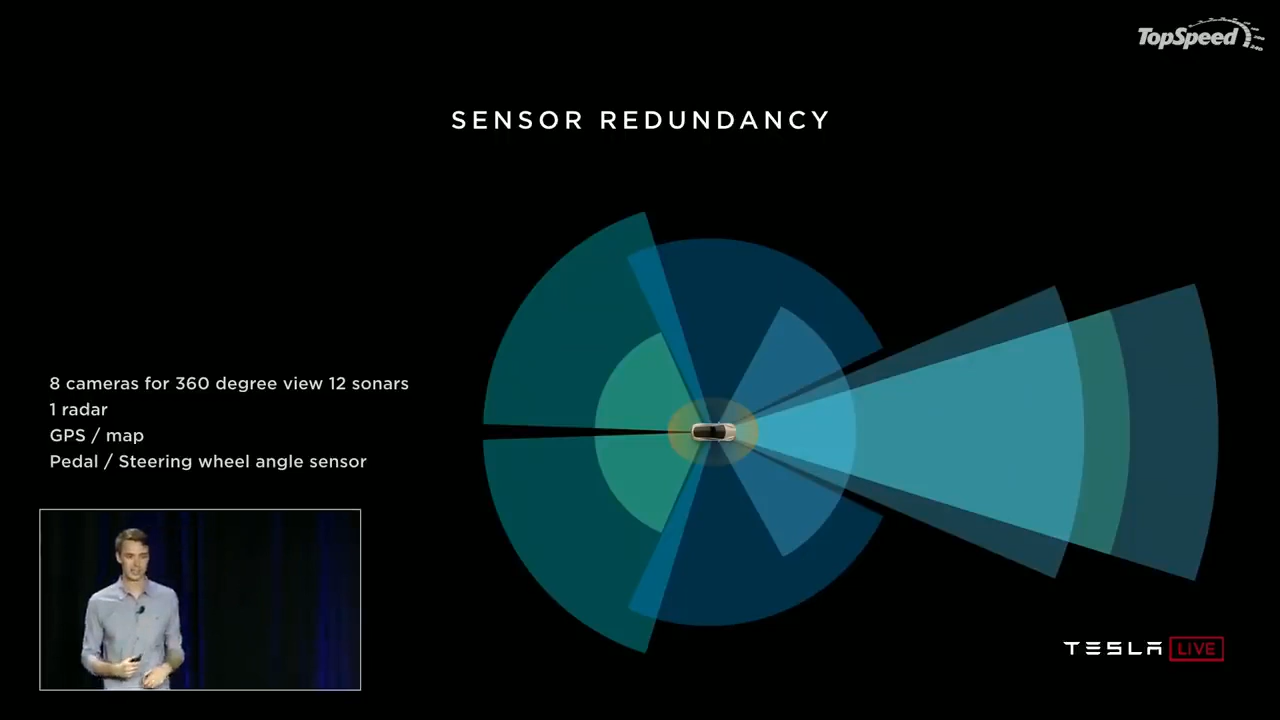 TopSpeed
SENSOR REDUNDANCY
8 cameras for 360 degree view 12 sonars
1 radar
GPS / map
Pedal / Steering wheel angle sensor
TESLA LIVE